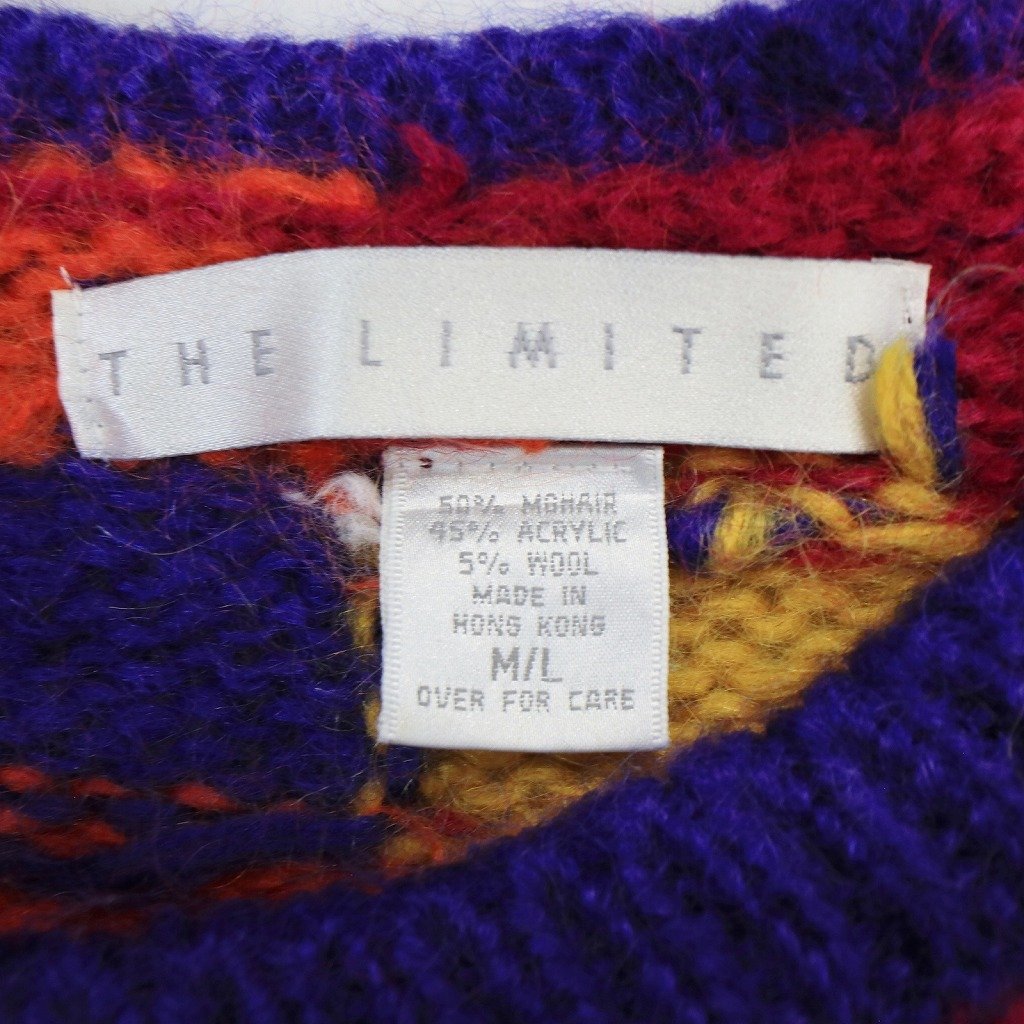 THE LIMITED
50% MOHAIR
45% ACRYLIC
5% WOOL
MADE IN
HONG KONG
M/L
OVER FOR CARE